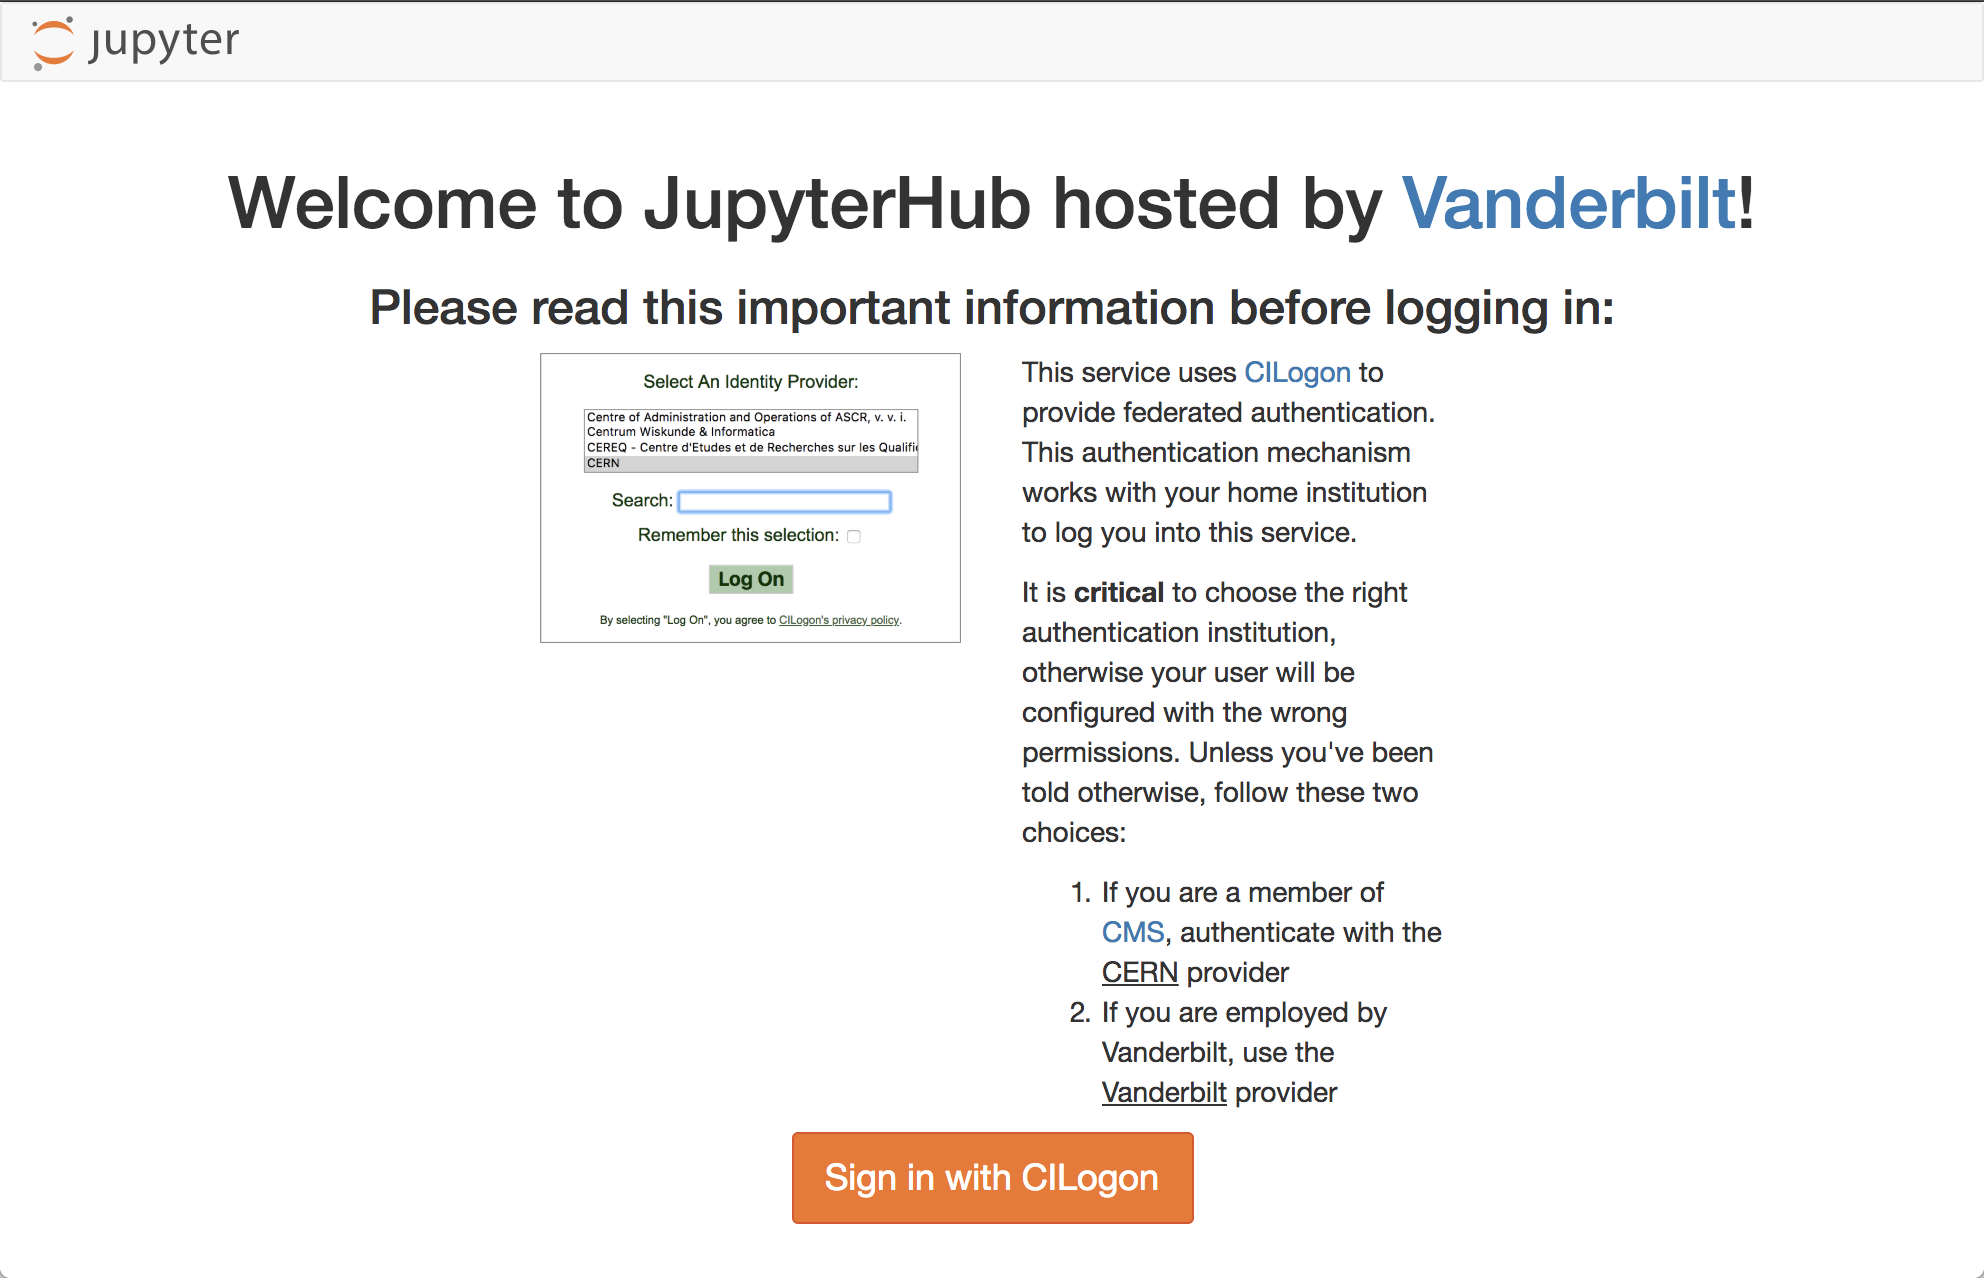 jupyter
Welcome to JupyterHub hosted by Vanderbilt!
Please read this important information before logging in:
Select An Identity Provider:
Centre of Administration and Operations of ASCR, v. v. i.
Centrum Wiskunde & Informatica
CEREQ - Centre d'Etudes et de Recherches sur les Qualifi
CERN
Search:
Remember this selection:
Log On
By selecting "Log On", you agree to CILogon's privacy policy.
This service uses CILogon to
provide federated authentication.
This authentication mechanism
works with your home institution
to log you into this service.
It is critical to choose the right
authentication institution,
otherwise your user will be
configured with the wrong
permissions. Unless you've been
told otherwise, follow these two
choices:
1. If you are a member of
CMS, authenticate with the
CERN provider
2. If you are employed by
Vanderbilt, use the
Vanderbilt provider
Sign in with CILogon